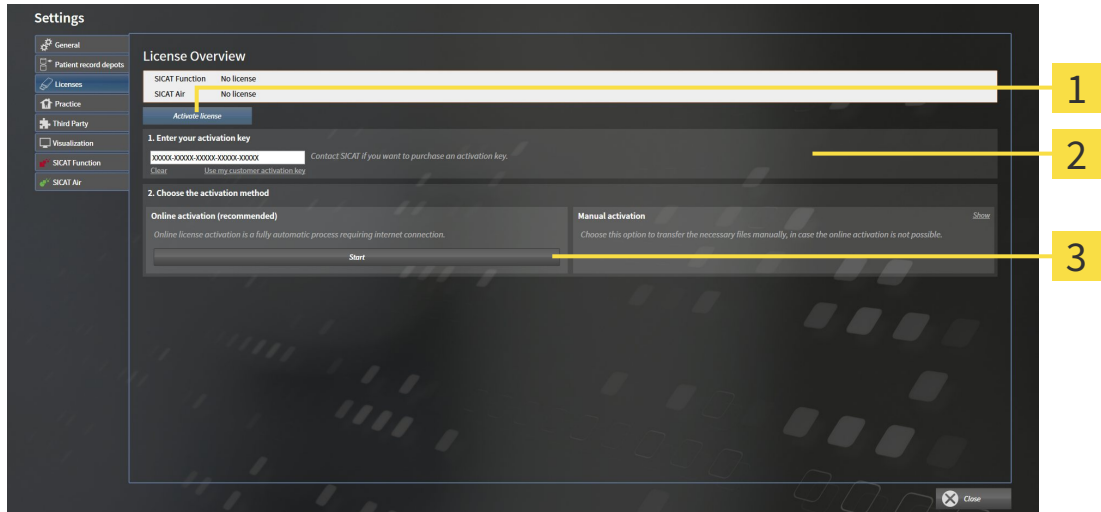 Settings
General
Patient record depots
Licenses
Practice
Third Party
Visualization
SICAT Function
SICAT Air
License Overview
SICAT Function No license
SICAT Air No license
Activate license
1. Enter your activation key
XXXXX-XXXXX-XXXXX-XXXXX-XXXXX Contact SICAT if you want to purchase an activation key.
Clear Use my customer activation key
2. Choose the activation method
Online activation (recommended)
Online license activation is a fully automatic process requiring internet connection.
Start
Manual activation Show
Choose this option to transfer the necessary files manually, in case the online activation is not possible.
Close
1
2
3